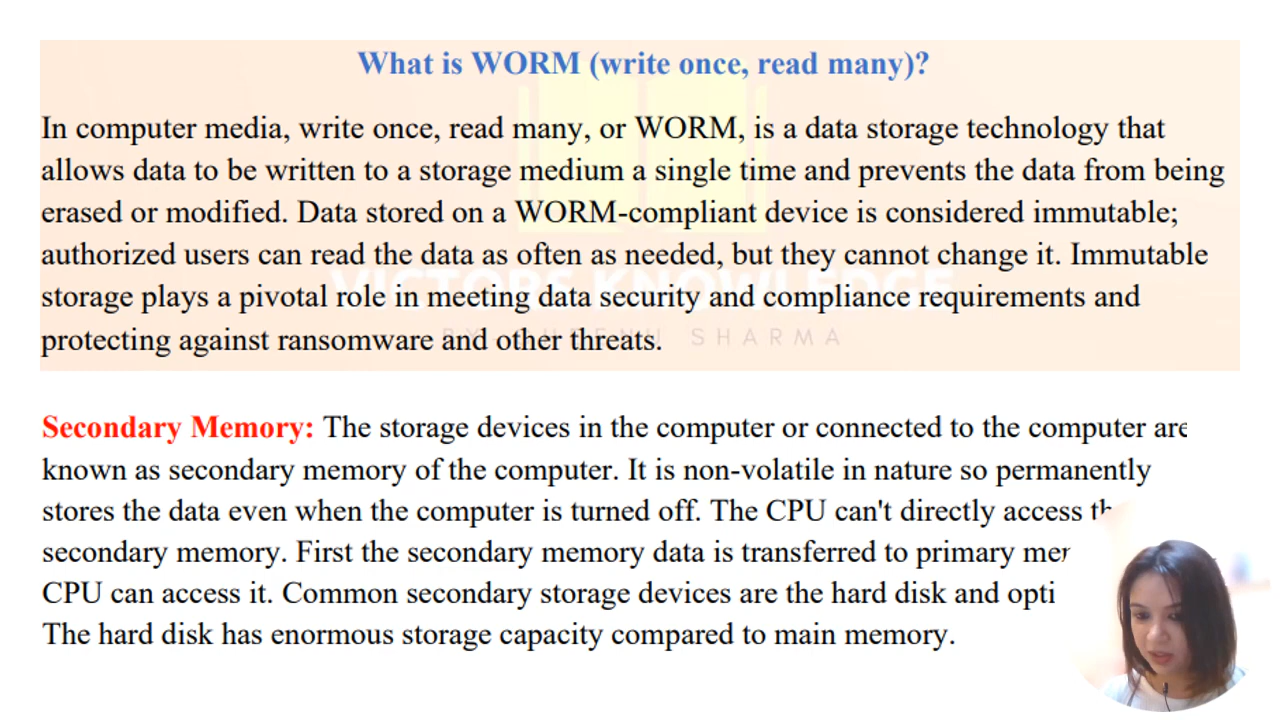 What is WORM (write once, read many)?
In computer media, write once, read many, or WORM, is a data storage technology that
allows data to be written to a storage medium a single time and prevents the data from being
erased or modified. Data stored on a WORM-compliant device is considered immutable;
authorized users can read the data as often as needed, but they cannot change it. Immutable
storage plays a pivotal role in meeting data security and compliance requirements and
protecting against ransomware and other threats.
VICTORS KNOWLEDGE
SHARMA
Secondary Memory: The storage devices in the computer or connected to the computer are
known as secondary memory of the computer. It is non-volatile in nature so permanently
stores the data even when the computer is turned off. The CPU can't directly access
secondary memory. First the secondary memory data is transferred to primary
CPU can access it. Common secondary storage devices are the hard disk and
The hard disk has enormous storage capacity compared to main memory.